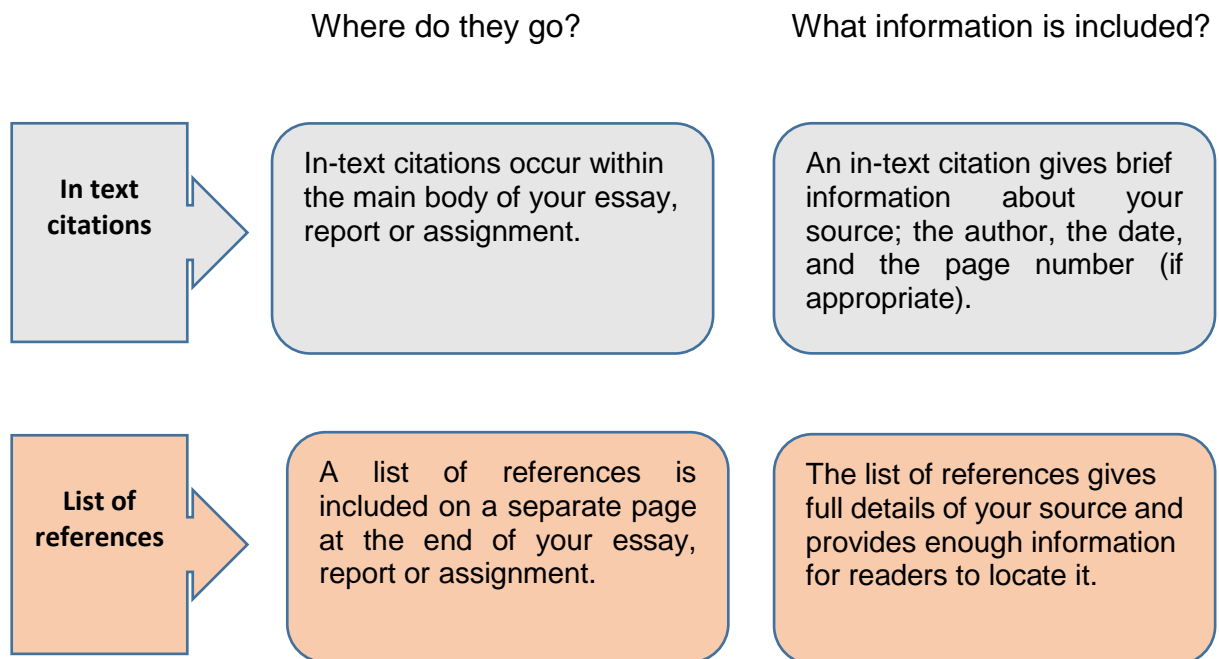 Where do they go?
What information is included?
In text
citations
In-text citations occur within
the main body of your essay,
report or assignment.
An in-text citation gives brief
information about your
source; the author, the date,
and the page number (if
appropriate).
List of
references
A list of references is
included on a separate page
at the end of your essay,
report or assignment.
The list of references gives
full details of your source and
provides enough information
for readers to locate it.